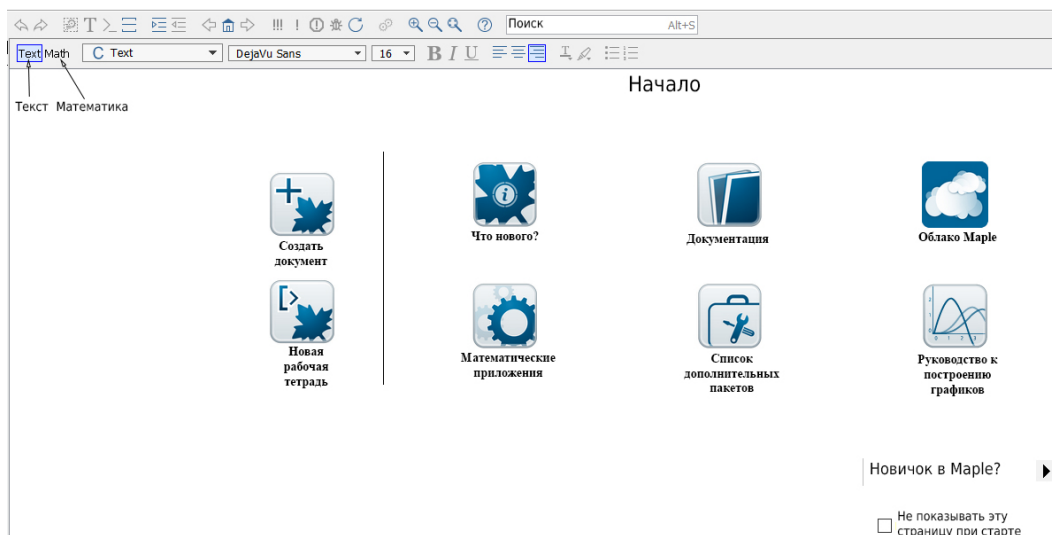 Поиск Alt+S
Text Math C Text DejaVu Sans 16 B I U
Текст Математика
Начало
Создать
документ
Что нового?
Документация
Облако Maple
Новая
рабочая
тетрадь
Математические
приложения
Список
дополнительных
пакетов
Руководство к
построению
графиков
Новичок в Maple?
Не показывать эту
страницу при старте